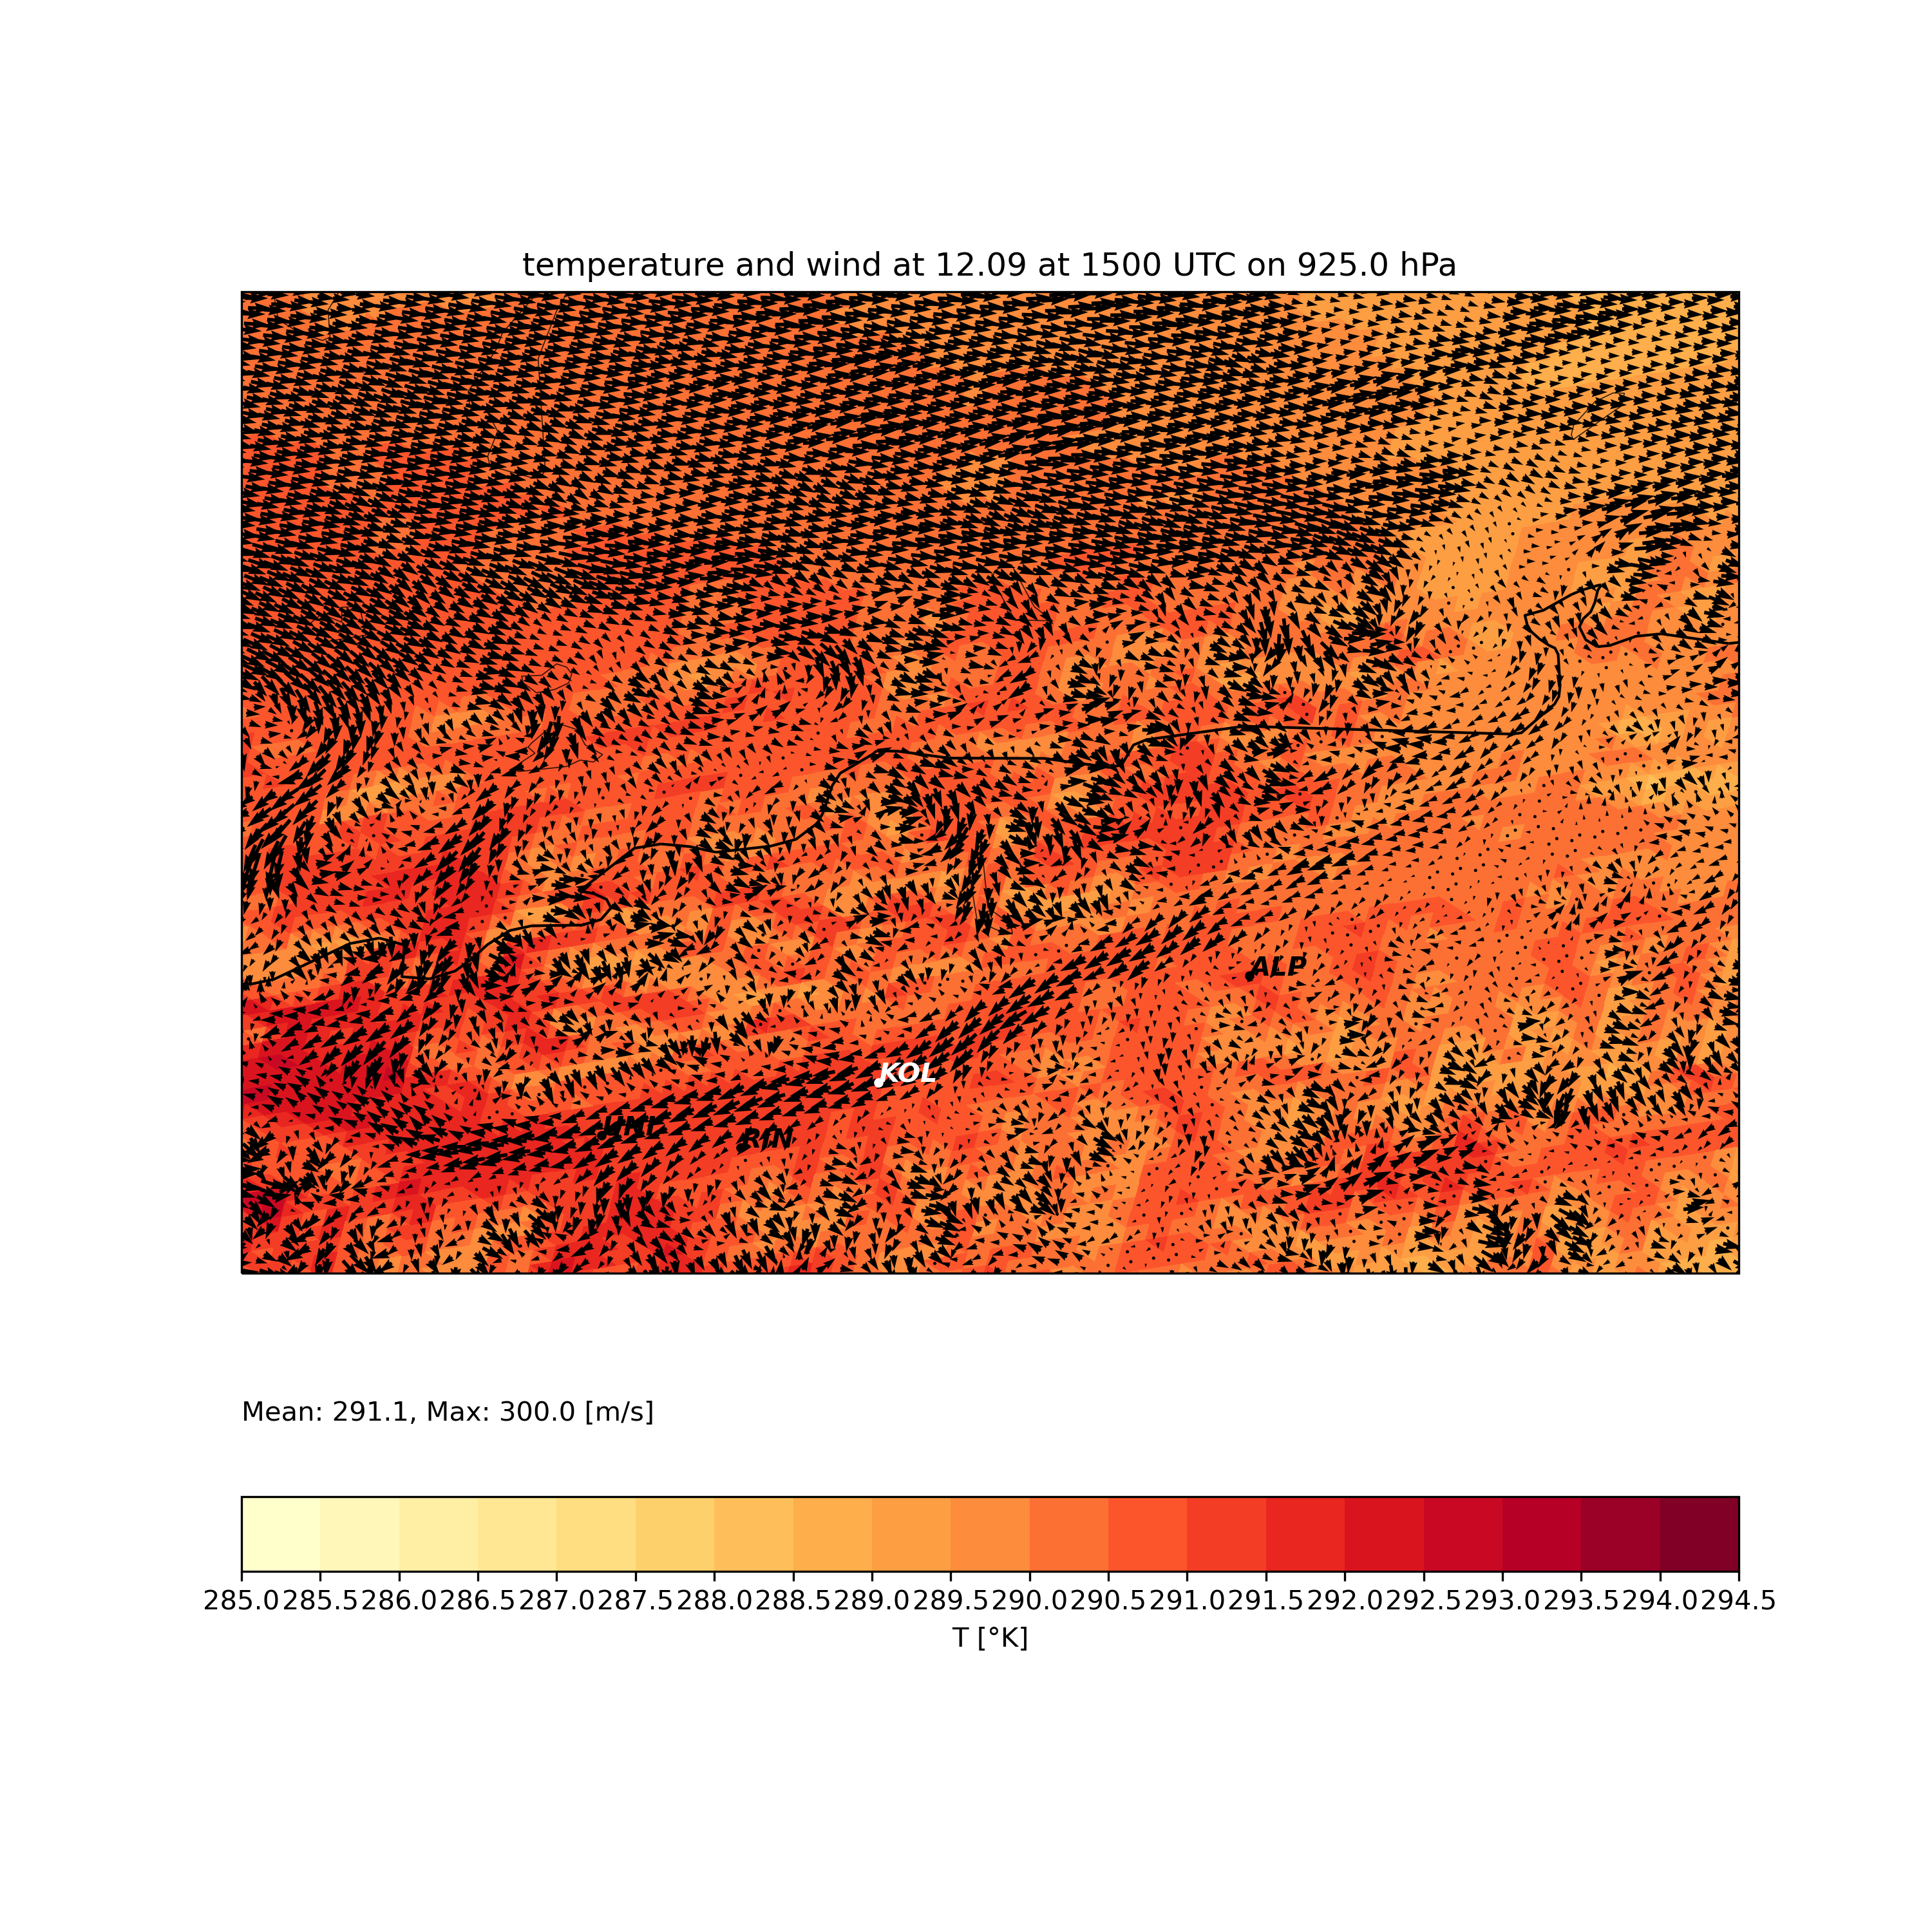 temperature and wind at 12.09 at 1500 UTC on 925.0 hPa
ALP
KOL
RIN
Mean: 291.1, Max: 300.0 [m/s]
285.0 285.5 286.0 286.5 287.0 287.5 288.0 288.5 289.0 289.5 290.0 290.5 291.0 291.5 292.0 292.5 293.0 293.5 294.0 294.5
T [°K]